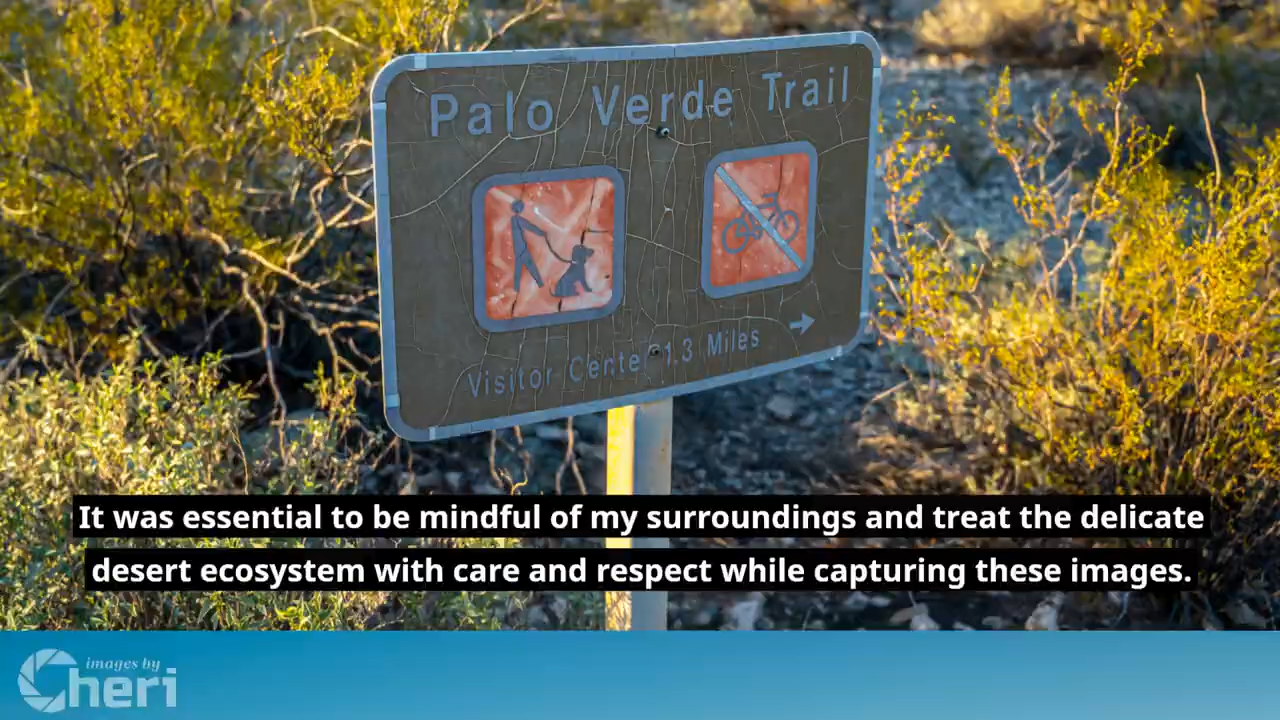 Palo Verde Trail
Visitor Center 1.3 Miles
It was essential to be mindful of my surroundings and treat the delicate
desert ecosystem with care and respect while capturing these images.
images by
Cheri